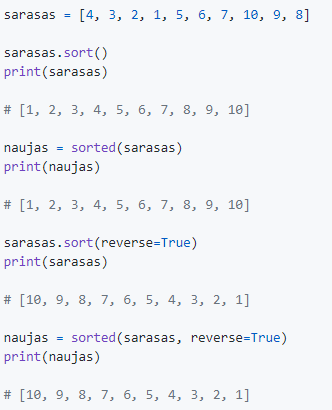 sarasas = [4, 3, 2, 1, 5, 6, 7, 10, 9, 8]
sarasas.sort()
print(sarasas)
# [1, 2, 3, 4, 5, 6, 7, 8, 9, 10]
naujas = sorted(sarasas)
print(naujas)
# [1, 2, 3, 4, 5, 6, 7, 8, 9, 10]
sarasas.sort(reverse=True)
print(sarasas)
# [10, 9, 8, 7, 6, 5, 4, 3, 2, 1]
naujas = sorted(sarasas, reverse=True)
print(naujas)
# [10, 9, 8, 7, 6, 5, 4, 3, 2, 1]